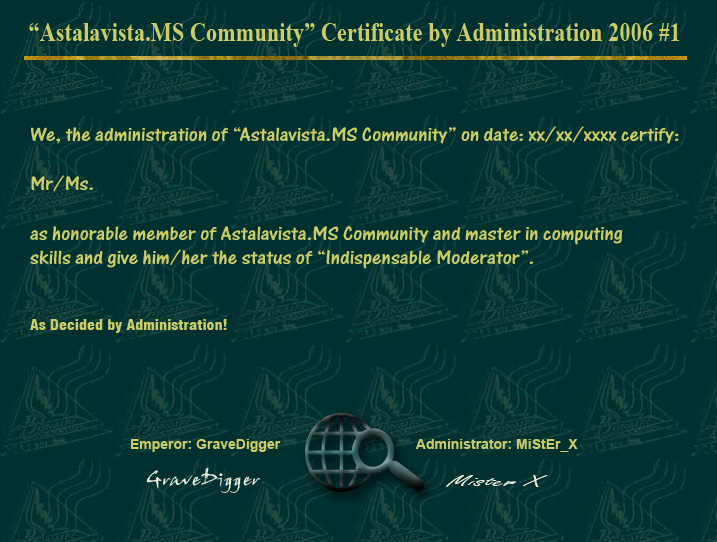 “Astalavista.MS Community” Certificate by Administration 2006 #1
We, the administration of “Astalavista.MS Community” on date: xx/xx/xxxx certify:
Mr/Ms.
as honorable member of Astalavista.MS Community and master in computing
skills and give him/her the status of “Indispensable Moderator”.
As Decided by Administration!
Emperor: GraveDigger
Administrator: MiStEr_X
GraveDigger
Mister X